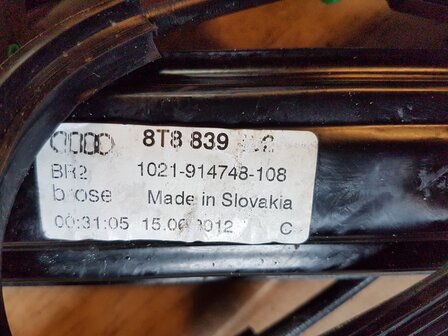 8T8 839
BR2 1021-914748-108
brose Made in Slovakia
00:31:05 15.06.2012 C